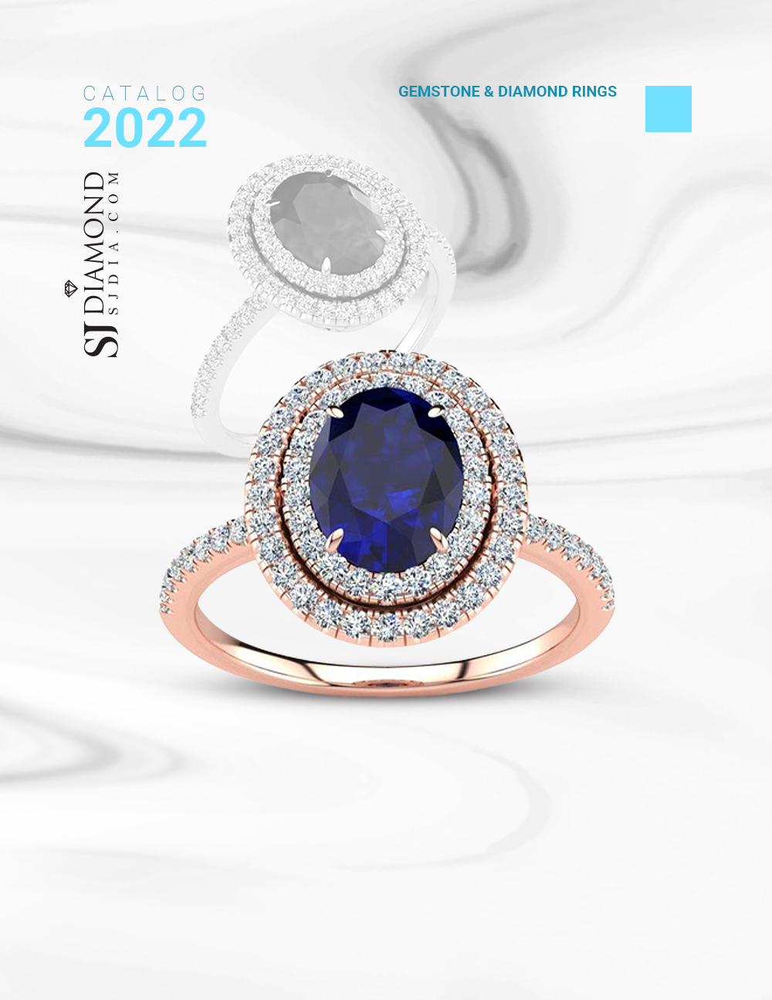 CATALOG
2022
GEMSTONE & DIAMOND RINGS
SJ DIAMOND
SJDIA.COM